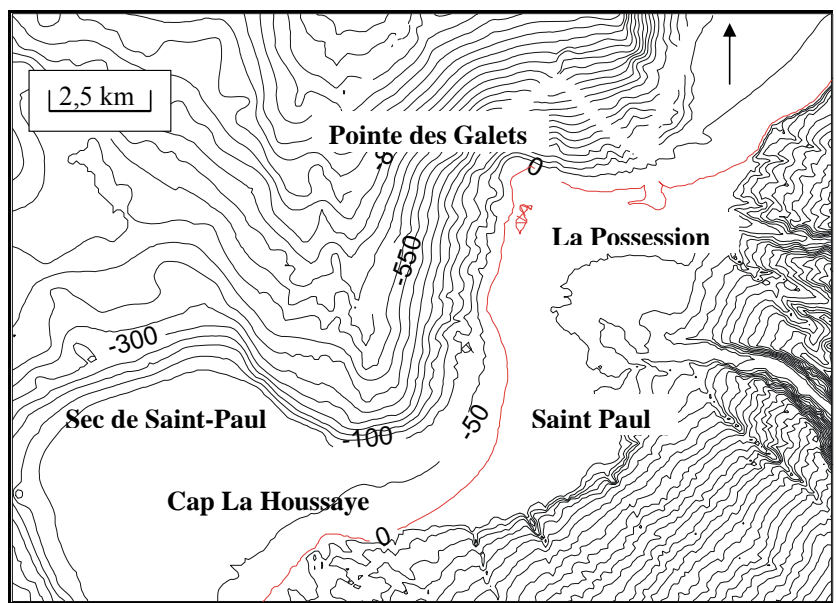 2,5 km
Pointe des Galets
0
La Possession
-550
-300
Sec de Saint-Paul
-100
-50
Saint Paul
Cap La Houssaye
0